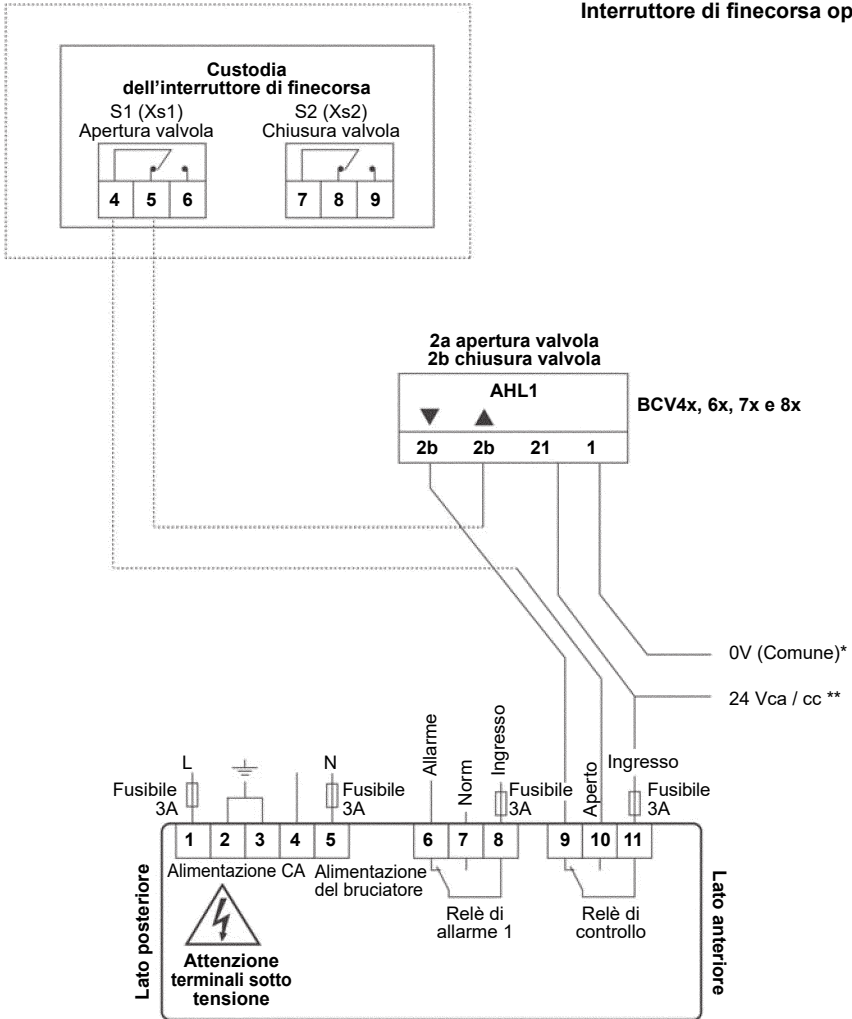 Interruttore di finecorsa op
Custodia
dell'interruttore di finecorsa
S1 (Xs1)
Apertura valvola
S2 (Xs2)
Chiusura valvola
4 5 6
7 8 9
2a apertura valvola
2b chiusura valvola
AHL1
BCV4x, 6x, 7x e 8x
2b 2b 21 1
0V (Comune)*
24 Vca / cc **
L
N
Allarme
Norm
Ingresso
Aperto
Ingresso
Fusibile
3A
Fusibile
3A
Fusibile
3A
Fusibile
3A
1 2 3 4 5
6 7 8
9 10 11
Alimentazione CA
Alimentazione
del bruciatore
Relè di
allarme 1
Relè di
controllo
Lato posteriore
Lato anteriore
Attenzione
terminali sotto
tensione